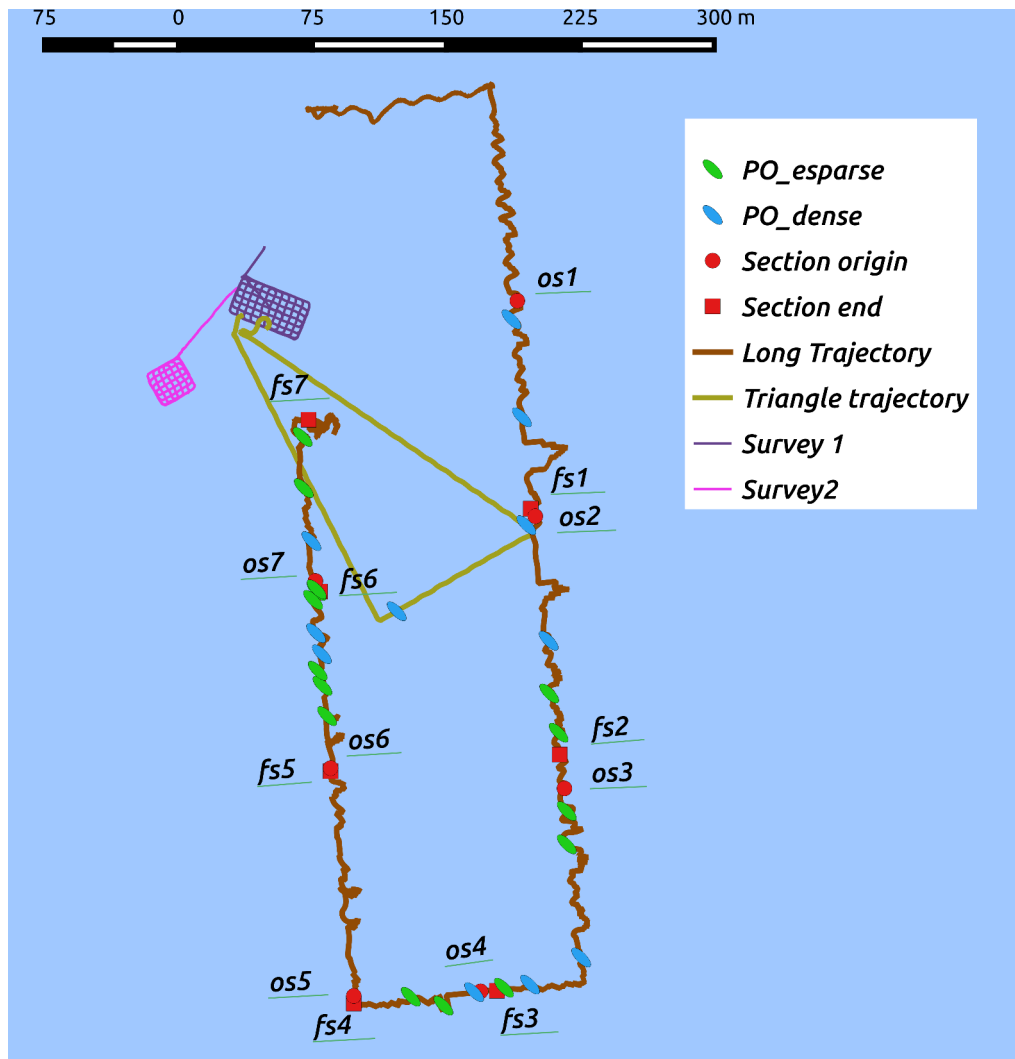 75 0 75 150 225 300 m
PO_esparse
PO_dense
Section origin
os1
Section end
Long Trajectory
fs7
Triangle trajectory
Survey 1
fs1
Survey2
os2
os7
fs6
fs2
os6
fs5
os3
os4
os5
fs4
fs3